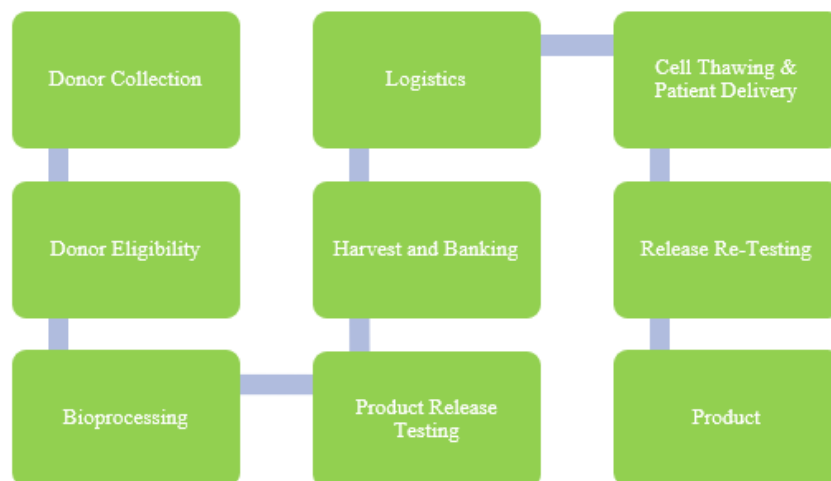 Donor Collection
Donor Eligibility
Bioprocessing
Product Release
Testing
Harvest and Banking
Logistics
Cell Thawing &
Patient Delivery
Release Re-Testing
Product